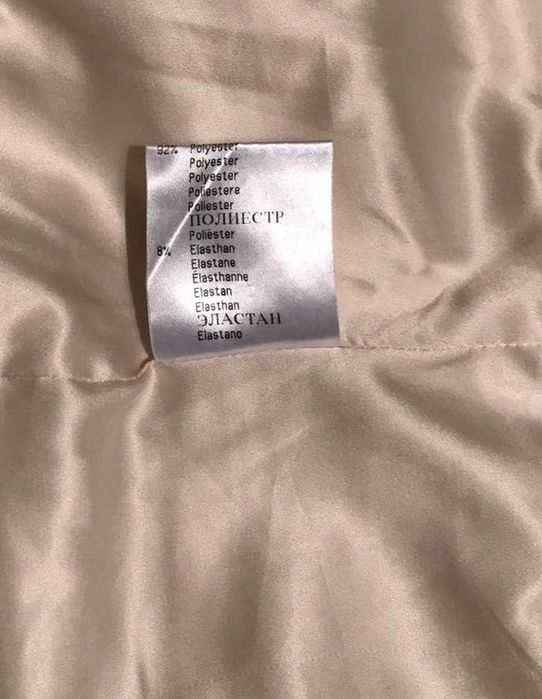 92% Polyester
Polyester
Polyester
Poliestere
Poliester
ПОЛИЕСТР
Poliéster
8% Elasthan
Elastane
Élasthanne
Elastan
Elasthan
ЭЛАСТАН
Elastano